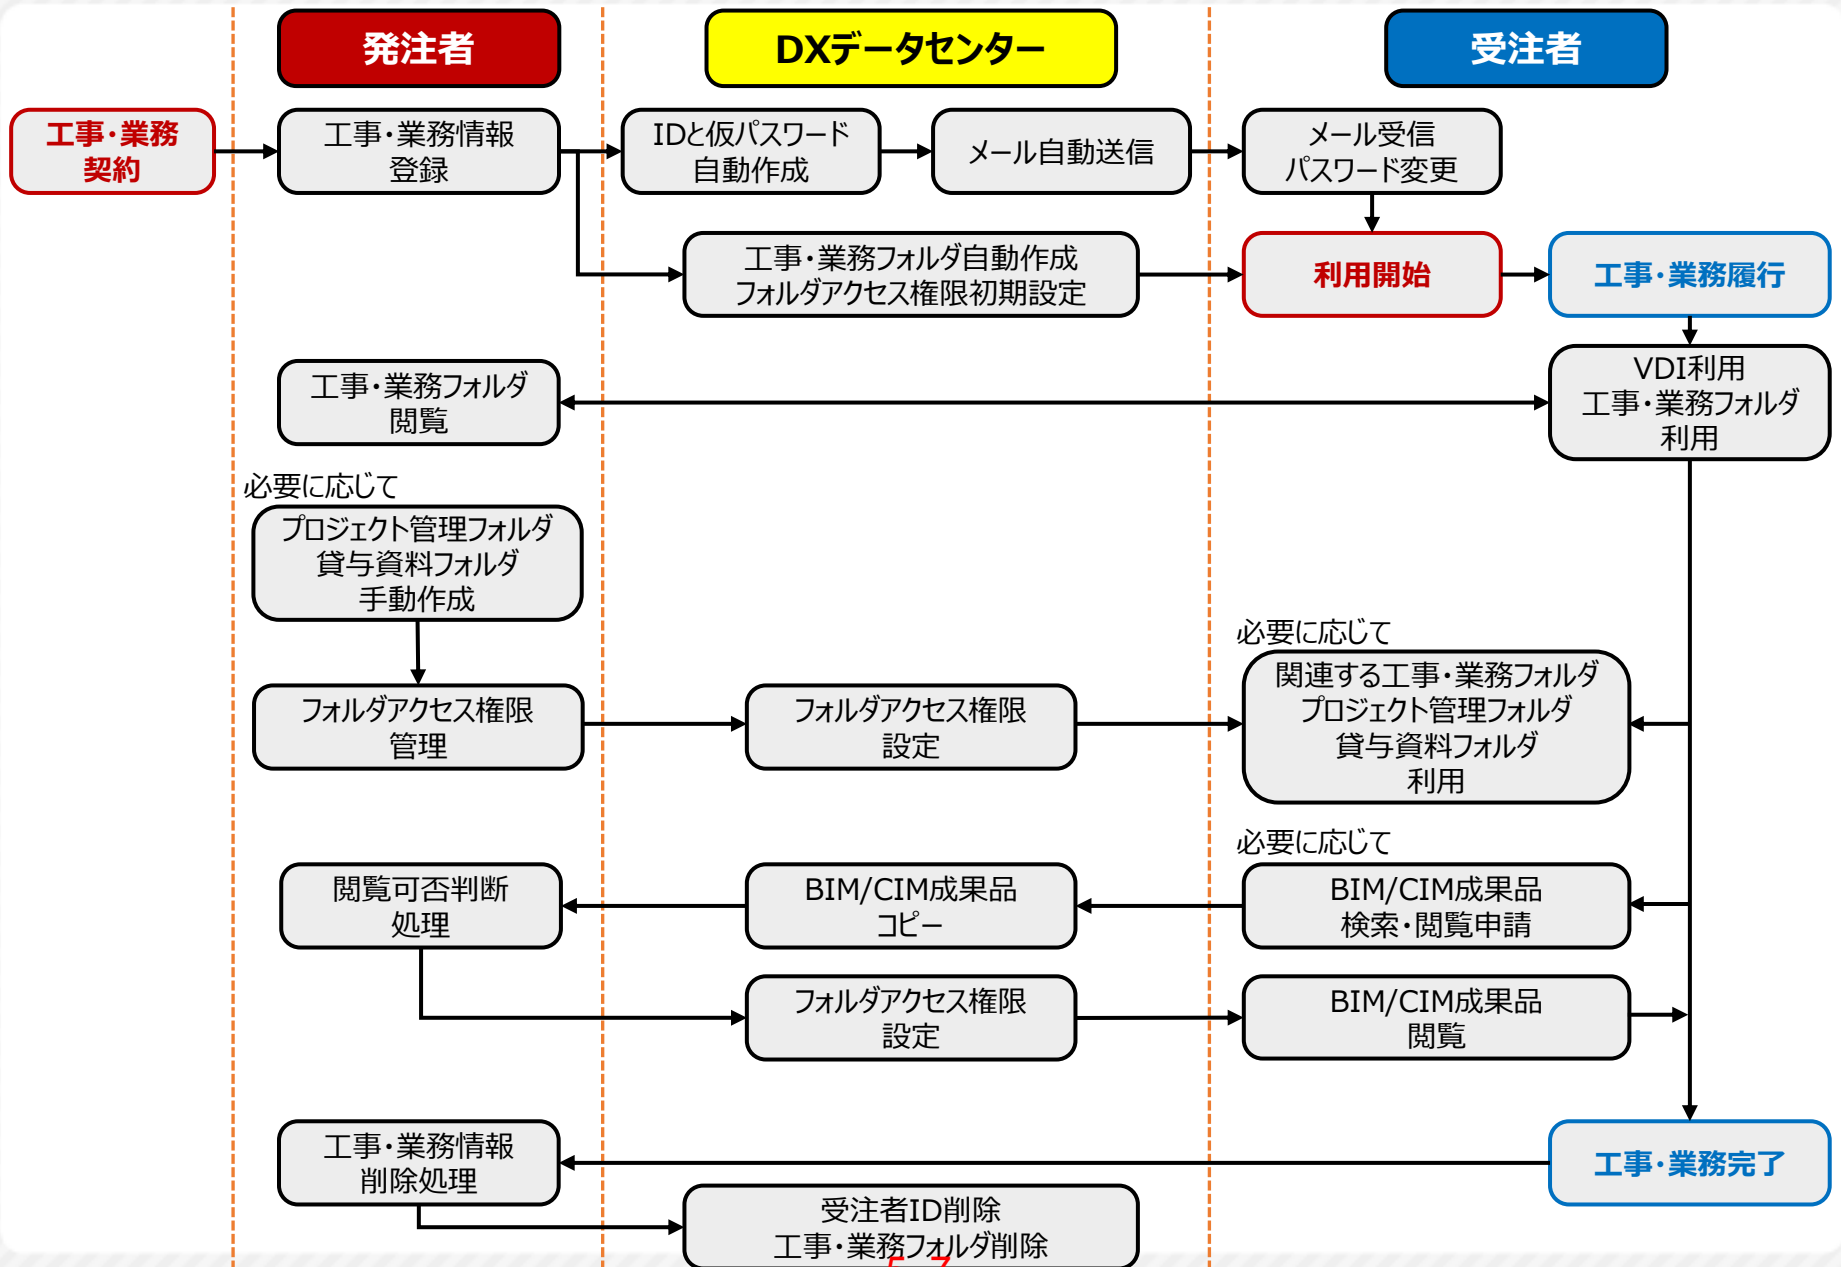 発注者
DXデータセンター
受注者
工事・業務
契約
工事・業務情報
登録
IDと仮パスワード
自動作成
メール自動送信
メール受信
パスワード変更
工事・業務フォルダ自動作成
フォルダアクセス権限初期設定
利用開始
工事・業務履行
工事・業務フォルダ
閲覧
VDI利用
工事・業務フォルダ
利用
必要に応じて
プロジェクト管理フォルダ
貸与資料フォルダ
手動作成
フォルダアクセス権限
管理
フォルダアクセス権限
設定
必要に応じて
関連する工事・業務フォルダ
プロジェクト管理フォルダ
貸与資料フォルダ
利用
必要に応じて
閲覧可否判断
処理
BIM/CIM成果品
コピー
BIM/CIM成果品
検索・閲覧申請
フォルダアクセス権限
設定
BIM/CIM成果品
閲覧
工事・業務情報
削除処理
工事・業務完了
受注者ID削除
工事・業務フォルダ削除